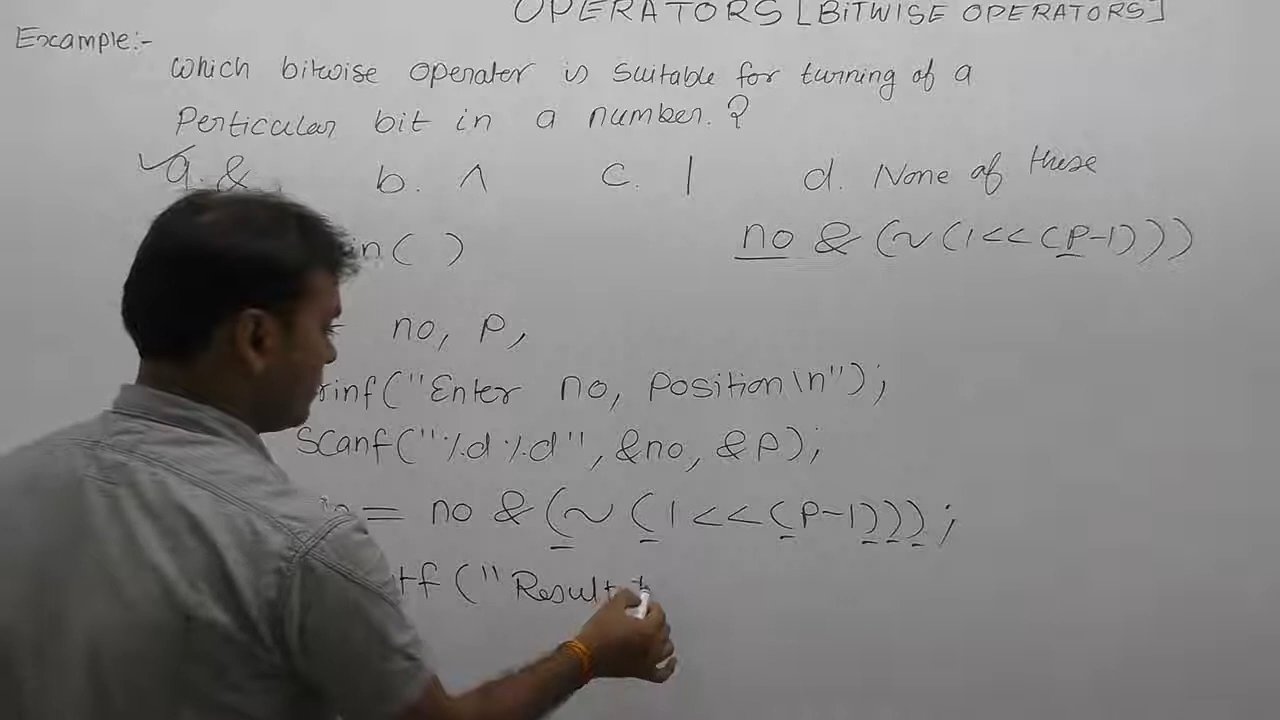 OPERATORS [BITWISE OPERATORS]
Example:-
which bitwise operater is suitable for turning of a
Perticular bit in a number.?
a. & b. ^ c. | d. None of these
in( ) no & (~(1<<(P-1)))
no, P,
rinf("Enter no, Position\n");
Scanf("%d %d", &no, &P);
= no & (~(1<<(P-1)));
tf ("Result